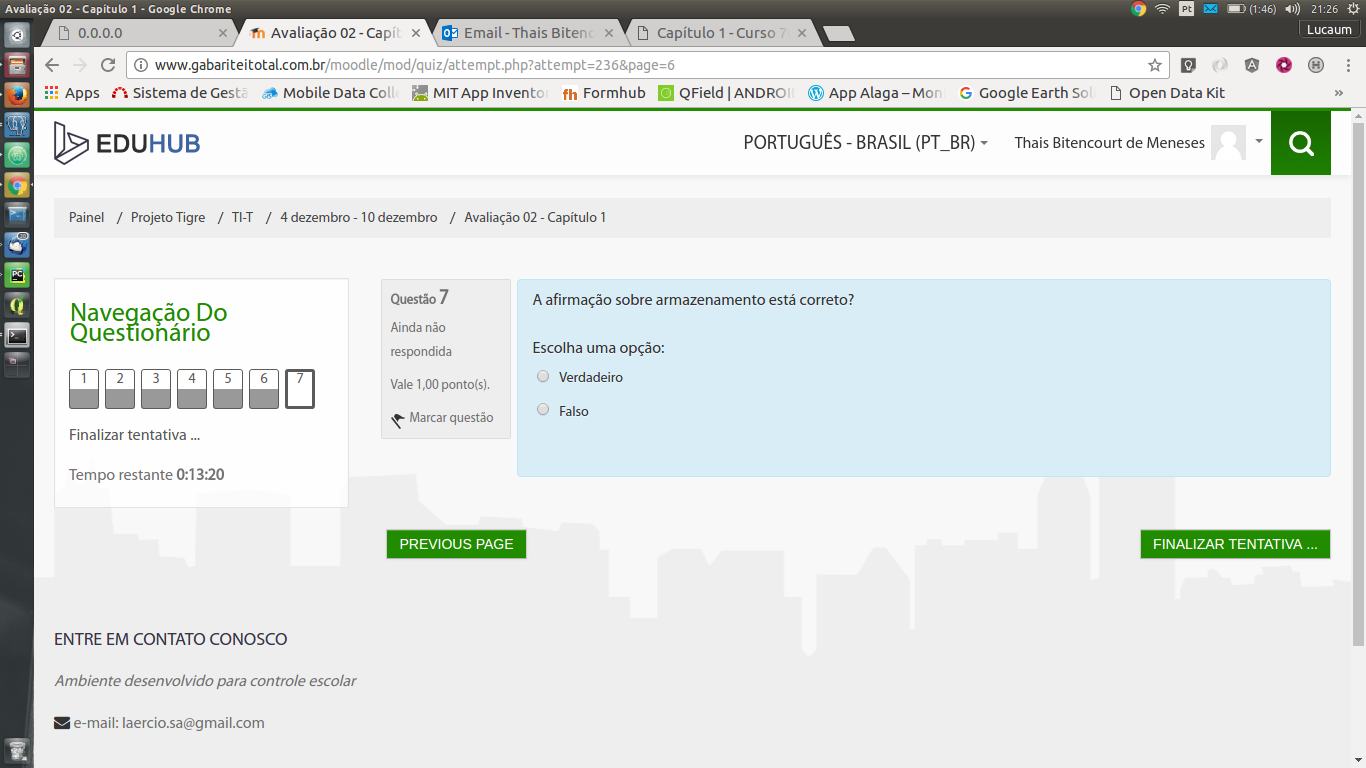 Avaliação 02 - Capítulo 1 - Google Chrome
Pt (1:46) 21:26
0.0.0.0 Avaliação 02 - Capít Email - Thais Bitenc Capítulo 1 - Curso 7 Lucaum
www.gabariteitotal.com.br/moodle/mod/quiz/attempt.php?attempt=236&page=6
Apps Sistema de Gestã Mobile Data Colle MIT App Inventor Formhub QField | ANDROI App Alaga – Mon Google Earth Sol Open Data Kit »
EDUHUB PORTUGUÊS - BRASIL (PT_BR) Thais Bitencourt de Meneses
Painel / Projeto Tigre / TI-T / 4 dezembro - 10 dezembro / Avaliação 02 - Capítulo 1
Navegação Do
Questionário
1 2 3 4 5 6 7
Finalizar tentativa ...
Tempo restante 0:13:20
Questão 7
Ainda não
respondida
Vale 1,00 ponto(s).
Marcar questão
A afirmação sobre armazenamento está correto?
Escolha uma opção:
Verdadeiro
Falso
PREVIOUS PAGE FINALIZAR TENTATIVA ...
ENTRE EM CONTATO CONOSCO
Ambiente desenvolvido para controle escolar
e-mail: laercio.sa@gmail.com